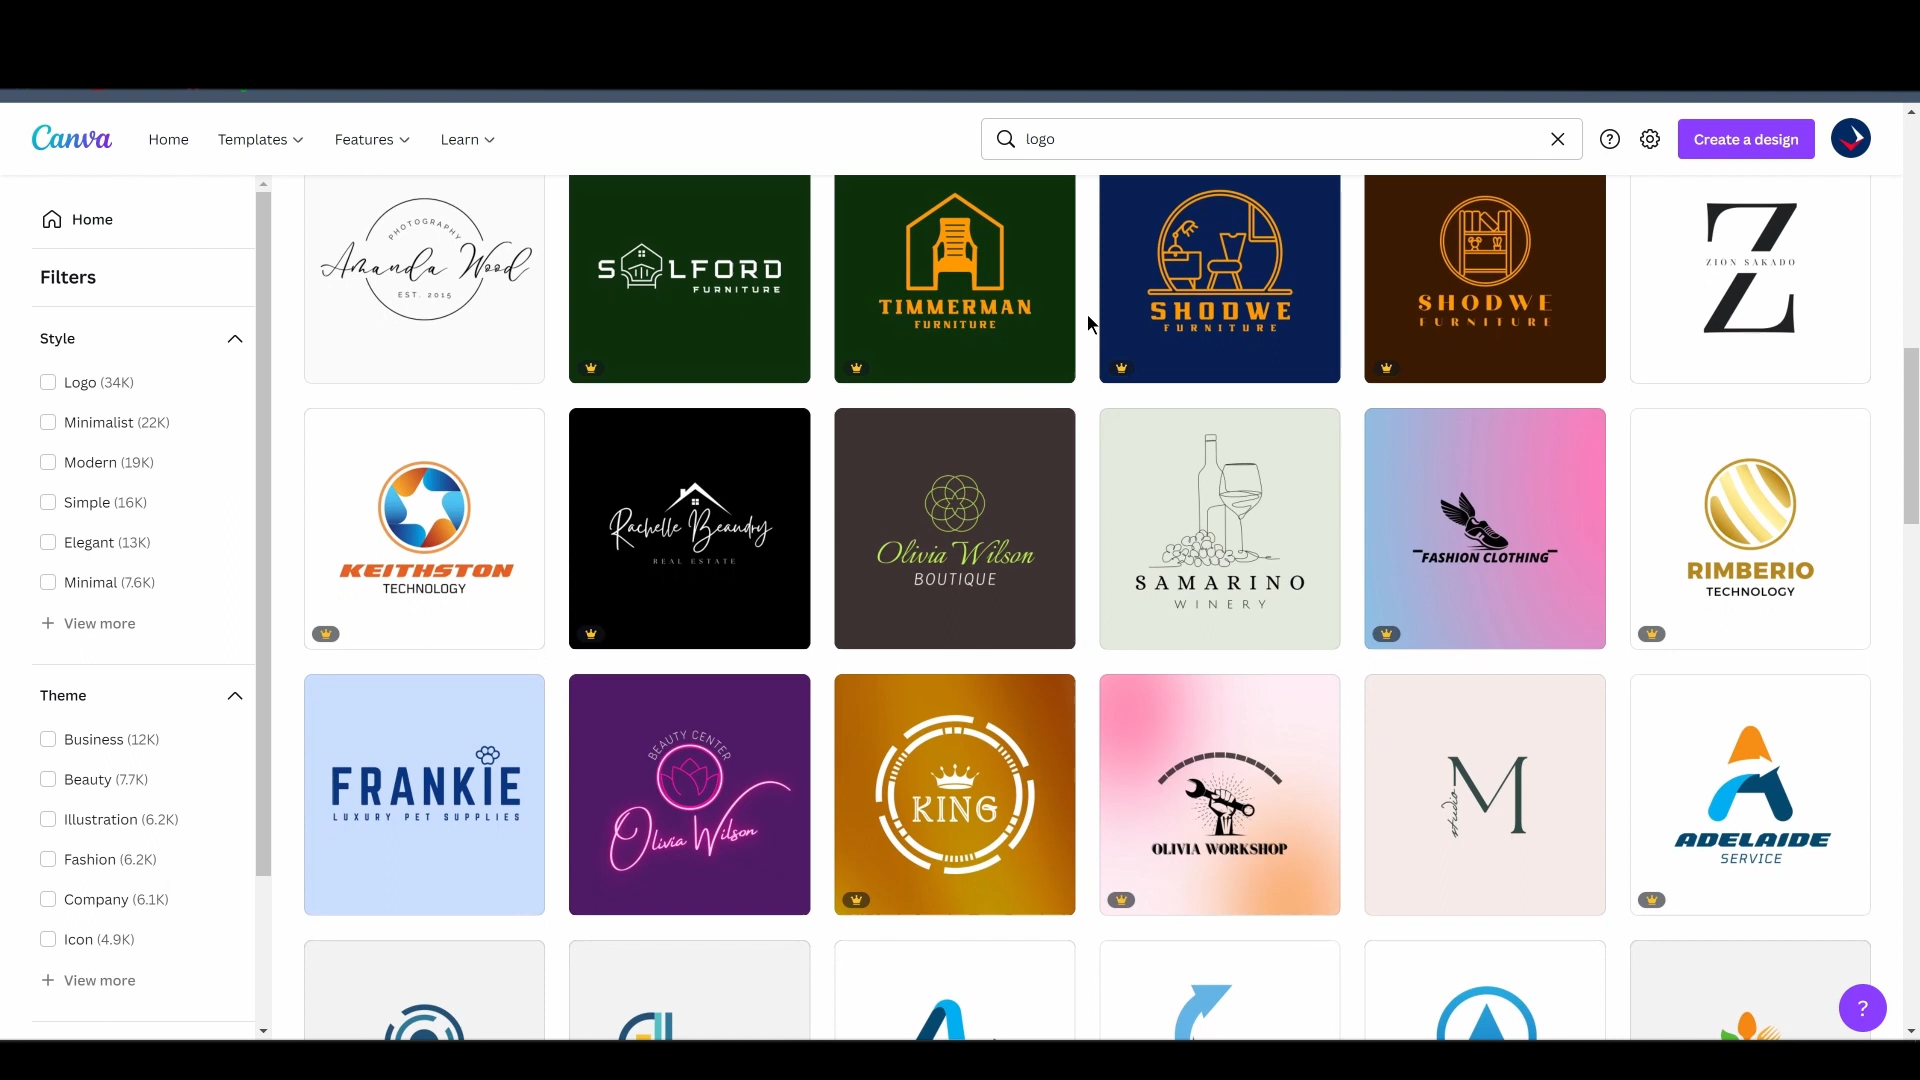 Canva
Home
Templates
Features
Learn
logo
Create a design
Home
Filters
Style
Logo (34K)
Minimalist (22K)
Modern (19K)
Simple (16K)
Elegant (13K)
Minimal (7.6K)
View more
Theme
Business (12K)
Beauty (7.7K)
Illustration (6.2K)
Fashion (6.2K)
Company (6.1K)
Icon (4.9K)
View more
PHOTOGRAPHY
Amanda Wood
EST. 2015
SALFORD
FURNITURE
TIMMERMAN
FURNITURE
SHODWE
FURNITURE
SHODWE
FURNITURE
Z
ZION SAKADO
KEITHSTON
TECHNOLOGY
Rachelle Beaudry
REAL ESTATE
Olivia Wilson
BOUTIQUE
SAMARINO
WINERY
FASHION CLOTHING
RIMBERIO
TECHNOLOGY
FRANKIE
LUXURY PET SUPPLIES
BEAUTY CENTER
Olivia Wilson
KING
OLIVIA WORKSHOP
M
studio
ADELAIDE
SERVICE
?